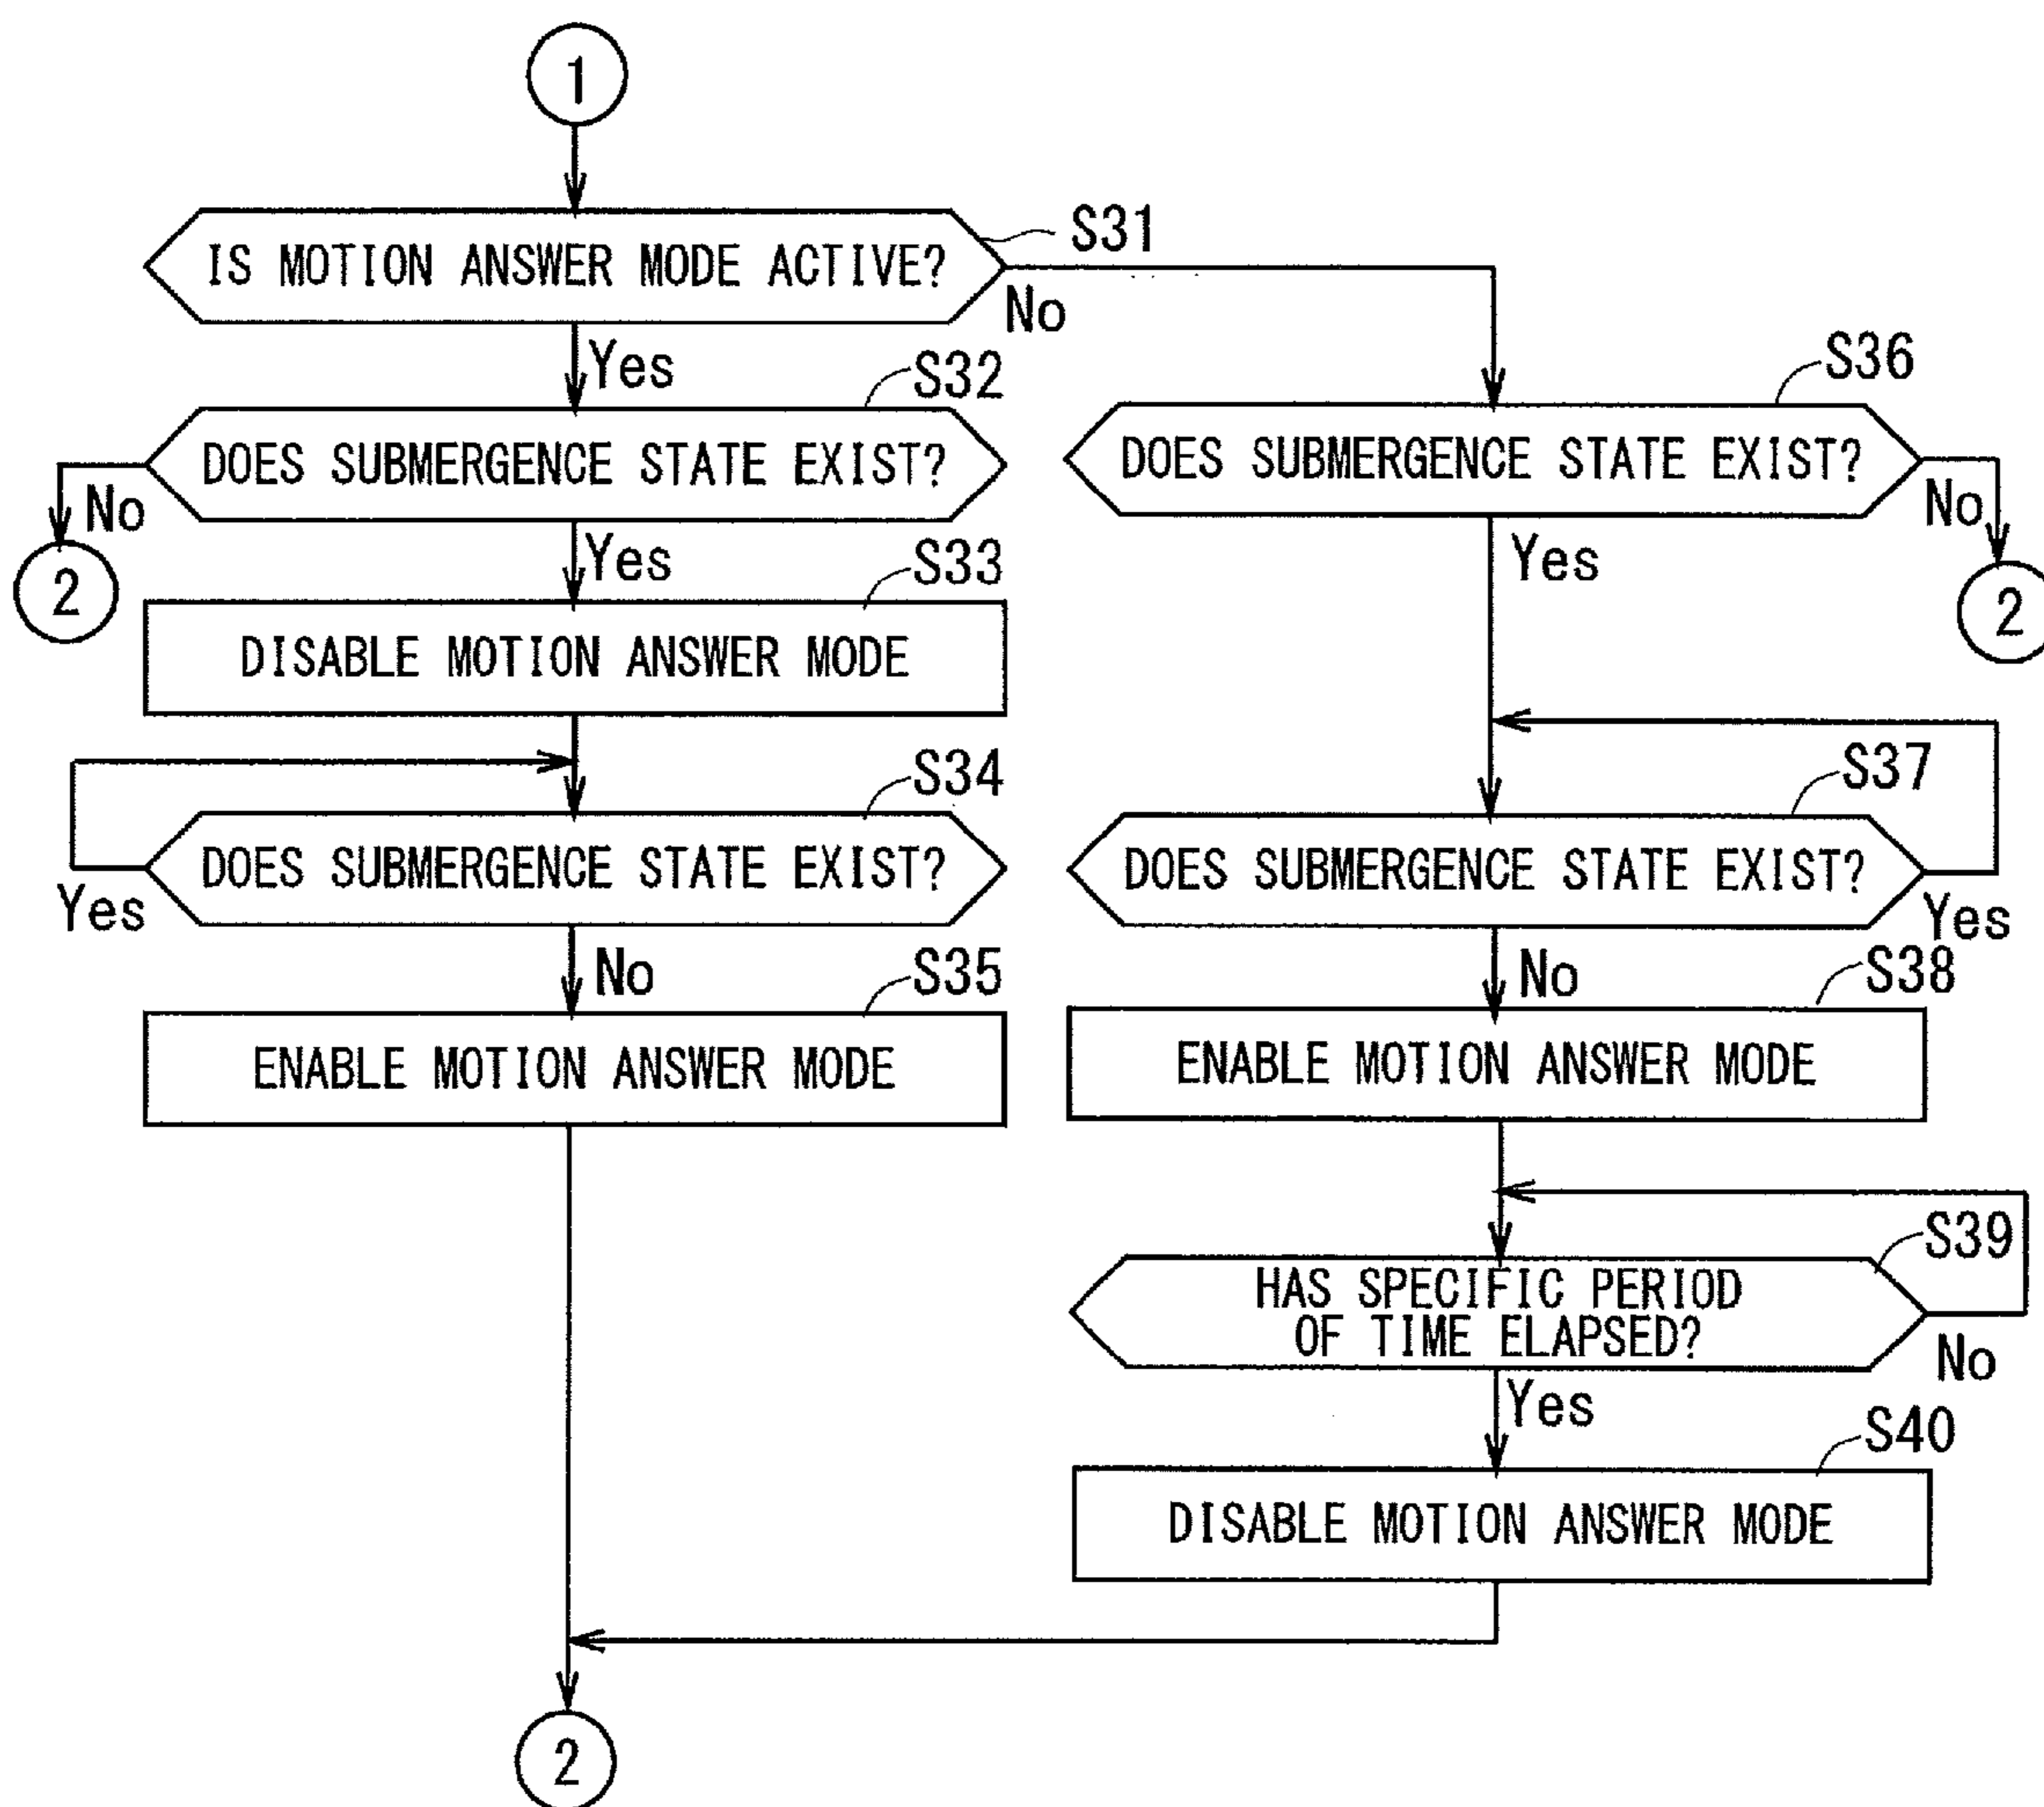 1
IS MOTION ANSWER MODE ACTIVE?
S31
No
Yes
S32
DOES SUBMERGENCE STATE EXIST?
No
2
Yes
S33
DISABLE MOTION ANSWER MODE
S34
DOES SUBMERGENCE STATE EXIST?
Yes
No
S35
ENABLE MOTION ANSWER MODE
S36
DOES SUBMERGENCE STATE EXIST?
No
2
Yes
S37
DOES SUBMERGENCE STATE EXIST?
Yes
No
S38
ENABLE MOTION ANSWER MODE
S39
HAS SPECIFIC PERIOD
OF TIME ELAPSED?
No
Yes
S40
DISABLE MOTION ANSWER MODE
2